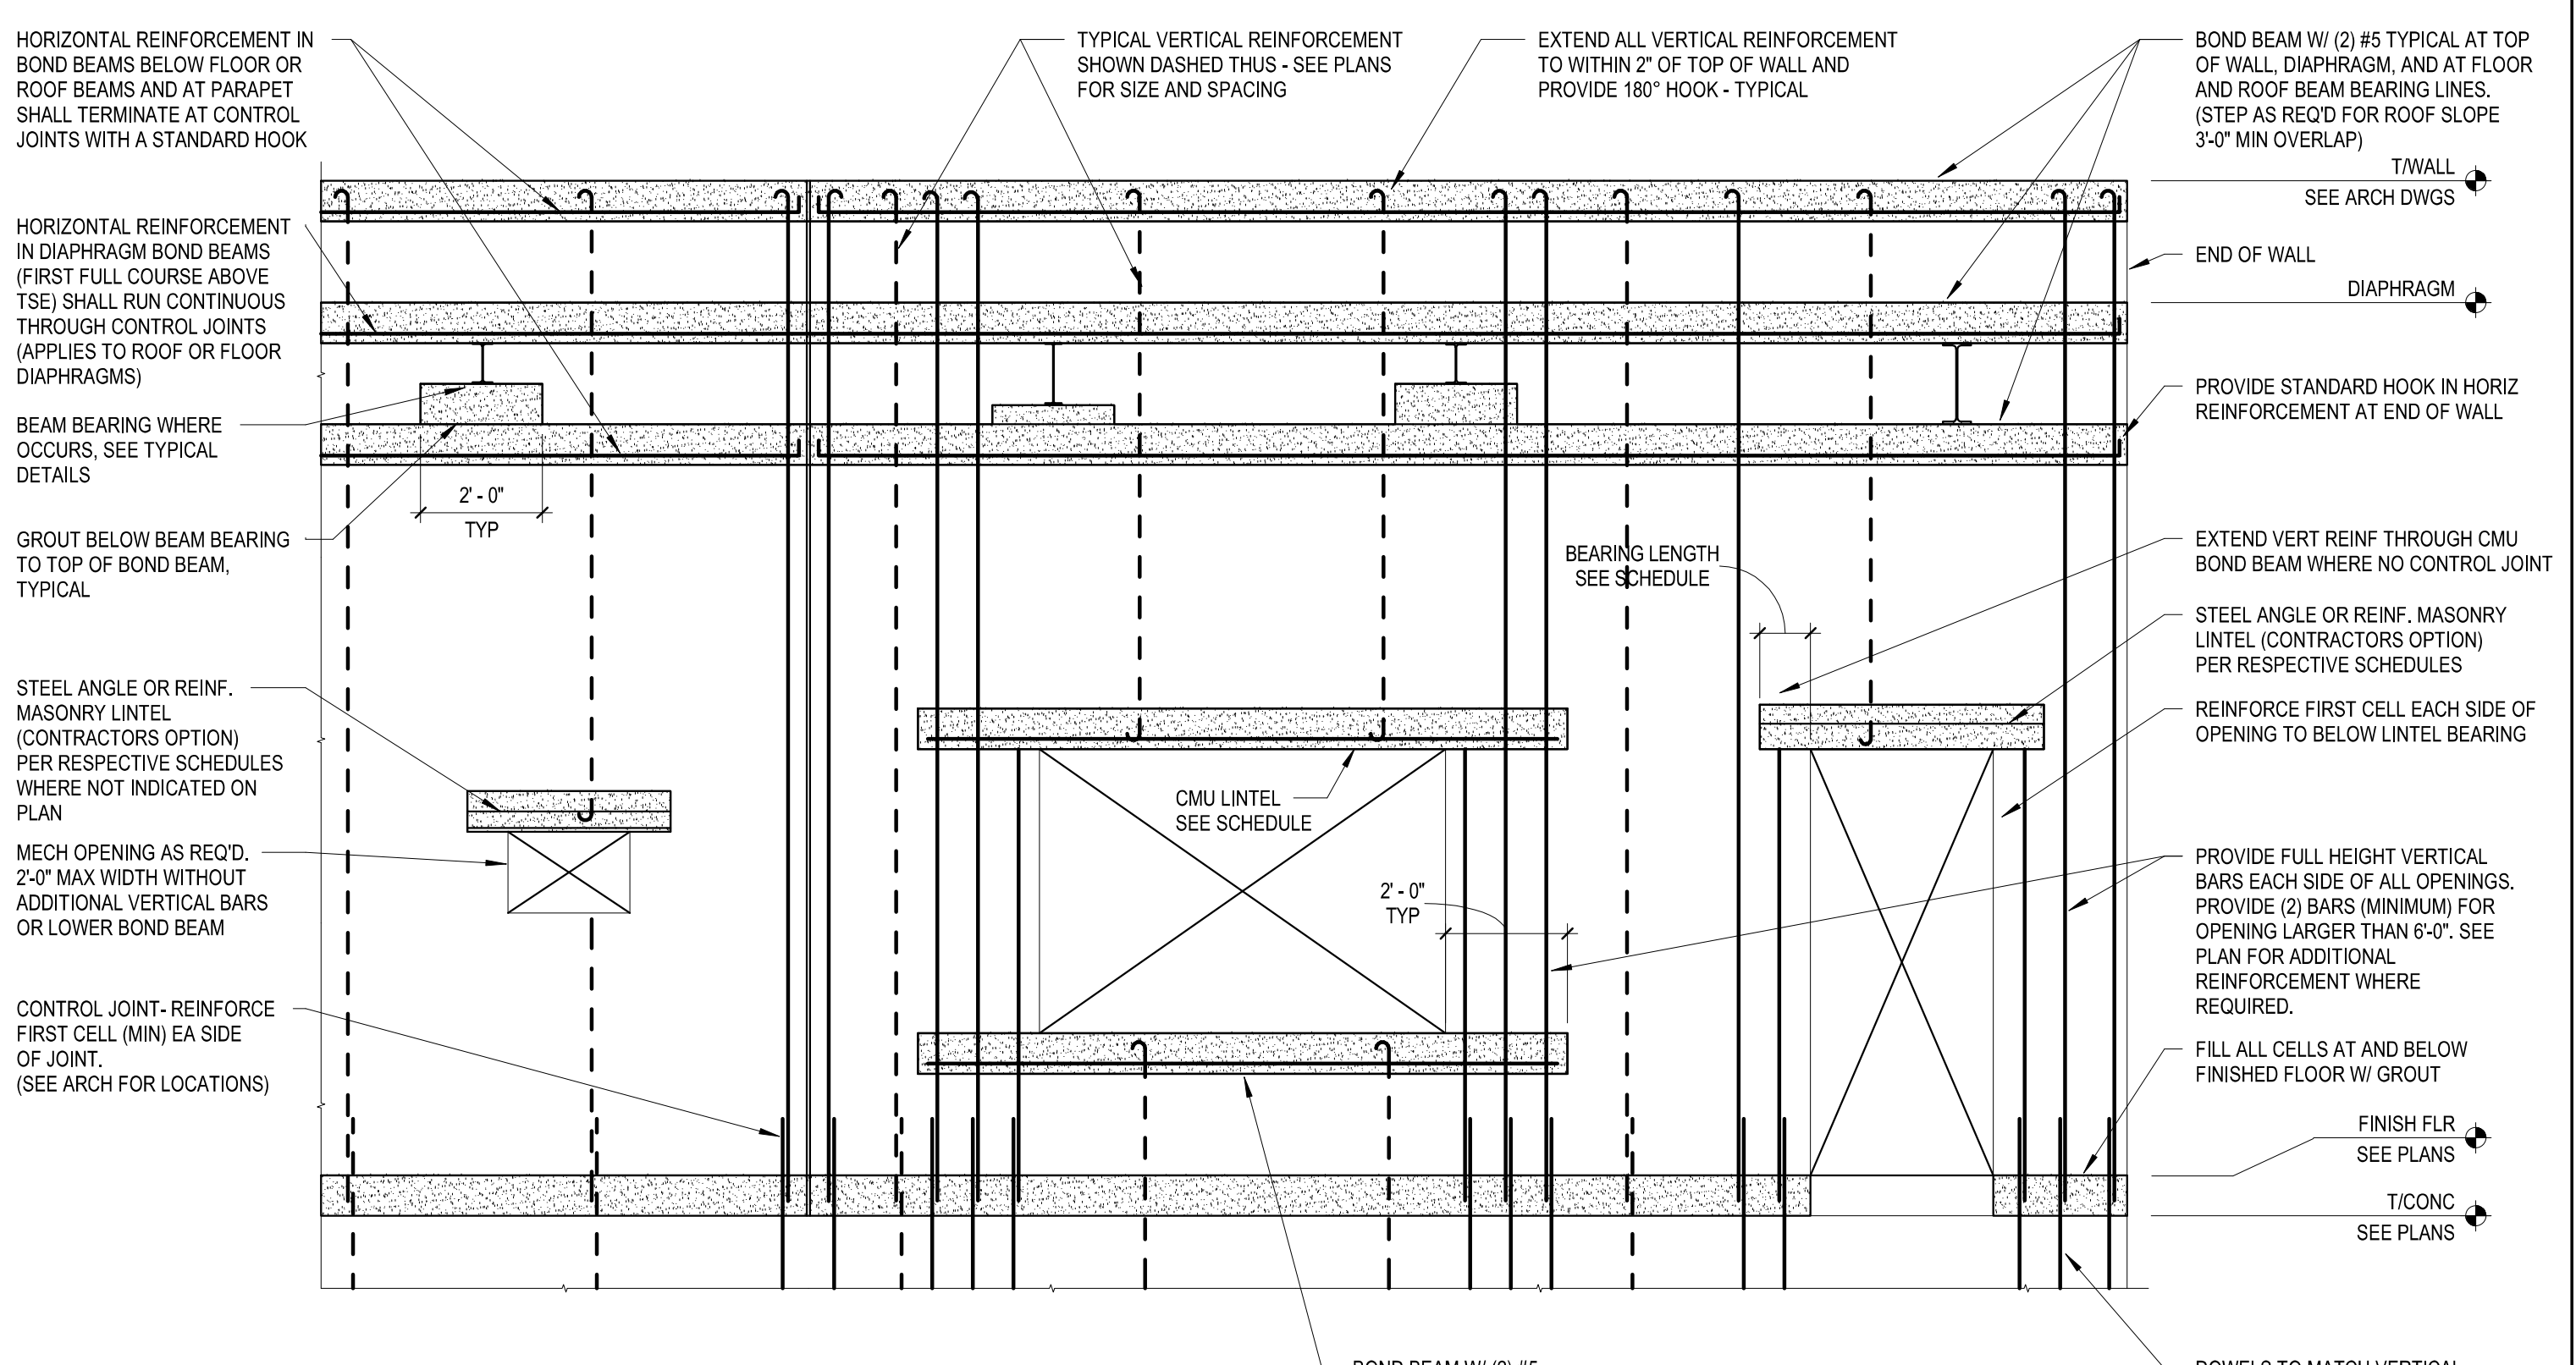 HORIZONTAL REINFORCEMENT IN
BOND BEAMS BELOW FLOOR OR
ROOF BEAMS AND AT PARAPET
SHALL TERMINATE AT CONTROL
JOINTS WITH A STANDARD HOOK
TYPICAL VERTICAL REINFORCEMENT
SHOWN DASHED THUS - SEE PLANS
FOR SIZE AND SPACING
EXTEND ALL VERTICAL REINFORCEMENT
TO WITHIN 2" OF TOP OF WALL AND
PROVIDE 180° HOOK - TYPICAL
BOND BEAM W/ (2) #5 TYPICAL AT TOP
OF WALL, DIAPHRAGM, AND AT FLOOR
AND ROOF BEAM BEARING LINES.
(STEP AS REQ'D FOR ROOF SLOPE
3'-0" MIN OVERLAP)
T/WALL
SEE ARCH DWGS
HORIZONTAL REINFORCEMENT
IN DIAPHRAGM BOND BEAMS
(FIRST FULL COURSE ABOVE
TSE) SHALL RUN CONTINUOUS
THROUGH CONTROL JOINTS
(APPLIES TO ROOF OR FLOOR
DIAPHRAGMS)
END OF WALL
DIAPHRAGM
PROVIDE STANDARD HOOK IN HORIZ
REINFORCEMENT AT END OF WALL
BEAM BEARING WHERE
OCCURS, SEE TYPICAL
DETAILS
2' - 0"
TYP
GROUT BELOW BEAM BEARING
TO TOP OF BOND BEAM,
TYPICAL
BEARING LENGTH
SEE SCHEDULE
EXTEND VERT REINF THROUGH CMU
BOND BEAM WHERE NO CONTROL JOINT
STEEL ANGLE OR REINF. MASONRY
LINTEL (CONTRACTORS OPTION)
PER RESPECTIVE SCHEDULES
STEEL ANGLE OR REINF.
MASONRY LINTEL
(CONTRACTORS OPTION)
PER RESPECTIVE SCHEDULES
WHERE NOT INDICATED ON
PLAN
REINFORCE FIRST CELL EACH SIDE OF
OPENING TO BELOW LINTEL BEARING
CMU LINTEL
SEE SCHEDULE
MECH OPENING AS REQ'D.
2'-0" MAX WIDTH WITHOUT
ADDITIONAL VERTICAL BARS
OR LOWER BOND BEAM
2' - 0"
TYP
PROVIDE FULL HEIGHT VERTICAL
BARS EACH SIDE OF ALL OPENINGS.
PROVIDE (2) BARS (MINIMUM) FOR
OPENING LARGER THAN 6'-0". SEE
PLAN FOR ADDITIONAL
REINFORCEMENT WHERE
REQUIRED.
CONTROL JOINT- REINFORCE
FIRST CELL (MIN) EA SIDE
OF JOINT.
(SEE ARCH FOR LOCATIONS)
FILL ALL CELLS AT AND BELOW
FINISHED FLOOR W/ GROUT
FINISH FLR
SEE PLANS
T/CONC
SEE PLANS
BOND BEAM W/ (2) #5
DOWELS TO MATCH VERTICAL